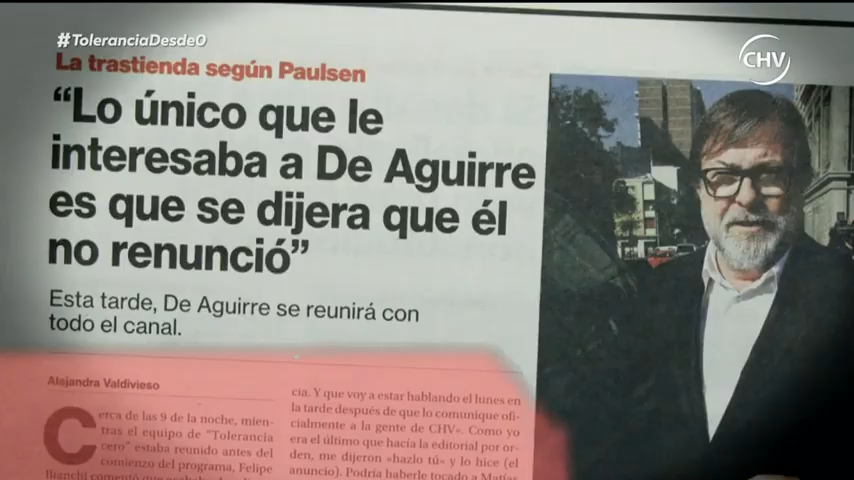 #ToleranciaDesde0
CHV
La trastienda según Paulsen
“Lo único que le
interesaba a De Aguirre
es que se dijera que él
no renunció”
Esta tarde, De Aguirre se reunirá con
todo el canal.
Alejandra Valdivieso
Cerca de las 9 de la noche, mien-
tras el equipo de “Tolerancia
cero” estaba reunido antes del
comienzo del programa, Felipe
Bianchi comentó que
cia. Y que voy a estar hablando el lunes en
la tarde después de que lo comunique ofi-
cialmente a la gente de CHV«. Como yo
era el último que hacía la editorial por or-
den, me dijeron «hazlo tú» y lo hice (el
anuncio). Podría haberle tocado a Matías